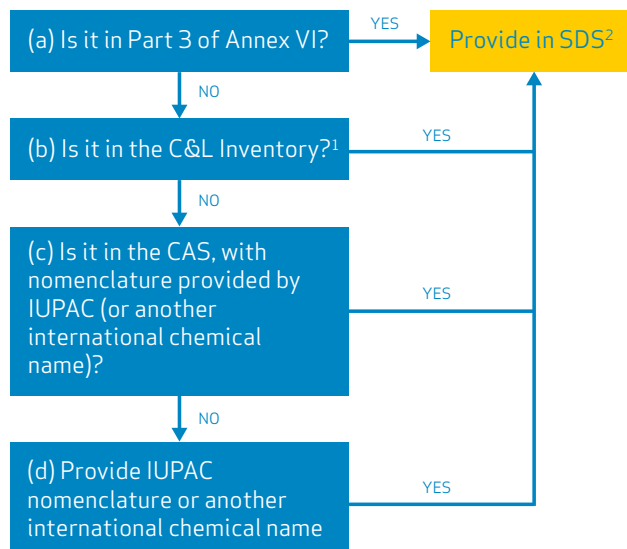 (a) Is it in Part 3 of Annex VI?
YES
Provide in SDS²
NO
(b) Is it in the C&L Inventory?¹
YES
NO
(c) Is it in the CAS, with
nomenclature provided by
IUPAC (or another
international chemical
name)?
YES
NO
(d) Provide IUPAC
nomenclature or another
international chemical name
YES